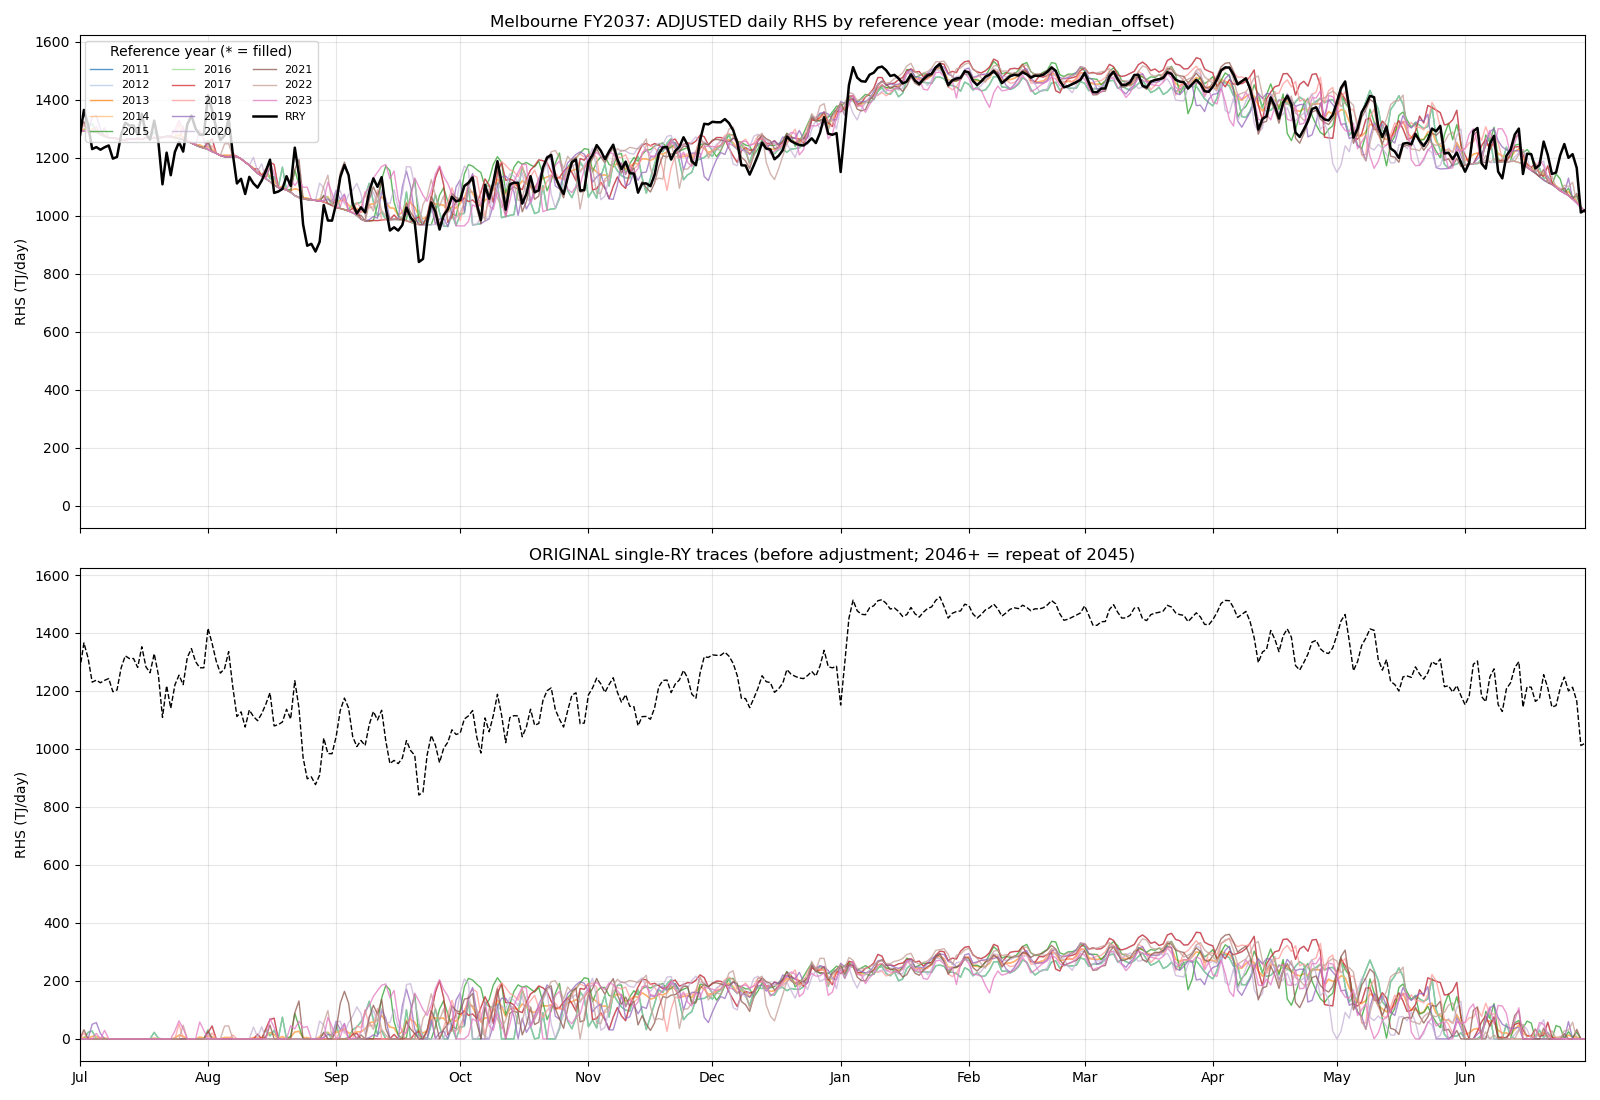 Melbourne FY2037: ADJUSTED daily RHS by reference year (mode: median_offset)
1600
1400
1200
1000
800
600
400
200
0
RHS (TJ/day)
Reference year (* = filled)
2011 2016 2021
2012 2017 2022
2013 2018 2023
2014 2019 RRY
2015 2020
ORIGINAL single-RY traces (before adjustment; 2046+ = repeat of 2045)
1600
1400
1200
1000
800
600
400
200
0
RHS (TJ/day)
Jul Aug Sep Oct Nov Dec Jan Feb Mar Apr May Jun